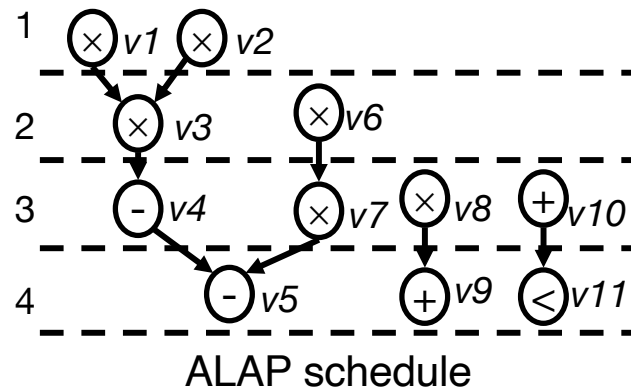 1 × v1 × v2
2 × v3 × v6
3 - v4 × v7 × v8 + v10
4 - v5 + v9 < v11
ALAP schedule